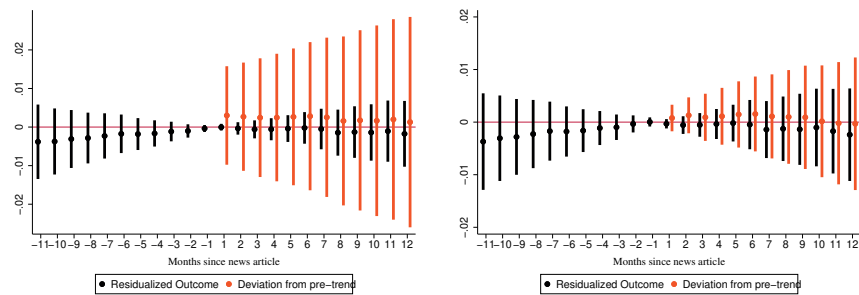 .02
.01
0
-.01
-.02
-11 -10 -9 -8 -7 -6 -5 -4 -3 -2 -1 1 2 3 4 5 6 7 8 9 10 11 12
Months since news article
Residualized Outcome Deviation from pre-trend
.02
.01
0
-.01
-.02
-11 -10 -9 -8 -7 -6 -5 -4 -3 -2 -1 1 2 3 4 5 6 7 8 9 10 11 12
Months since news article
Residualized Outcome Deviation from pre-trend